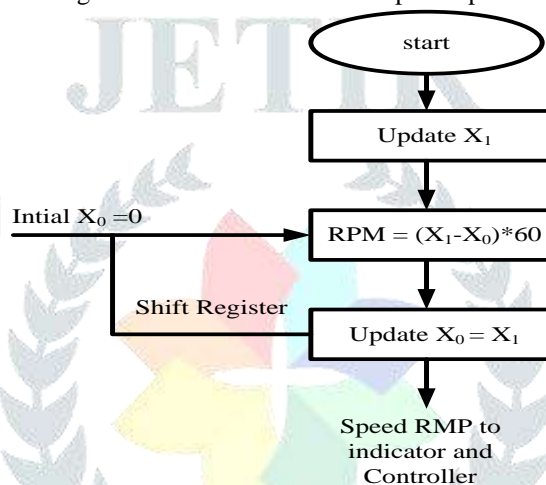 JETIR
start
Update X₁
Intial X₀ =0
RPM = (X₁-X₀)*60
Shift Register
Update X₀ = X₁
Speed RMP to
indicator and
Controller